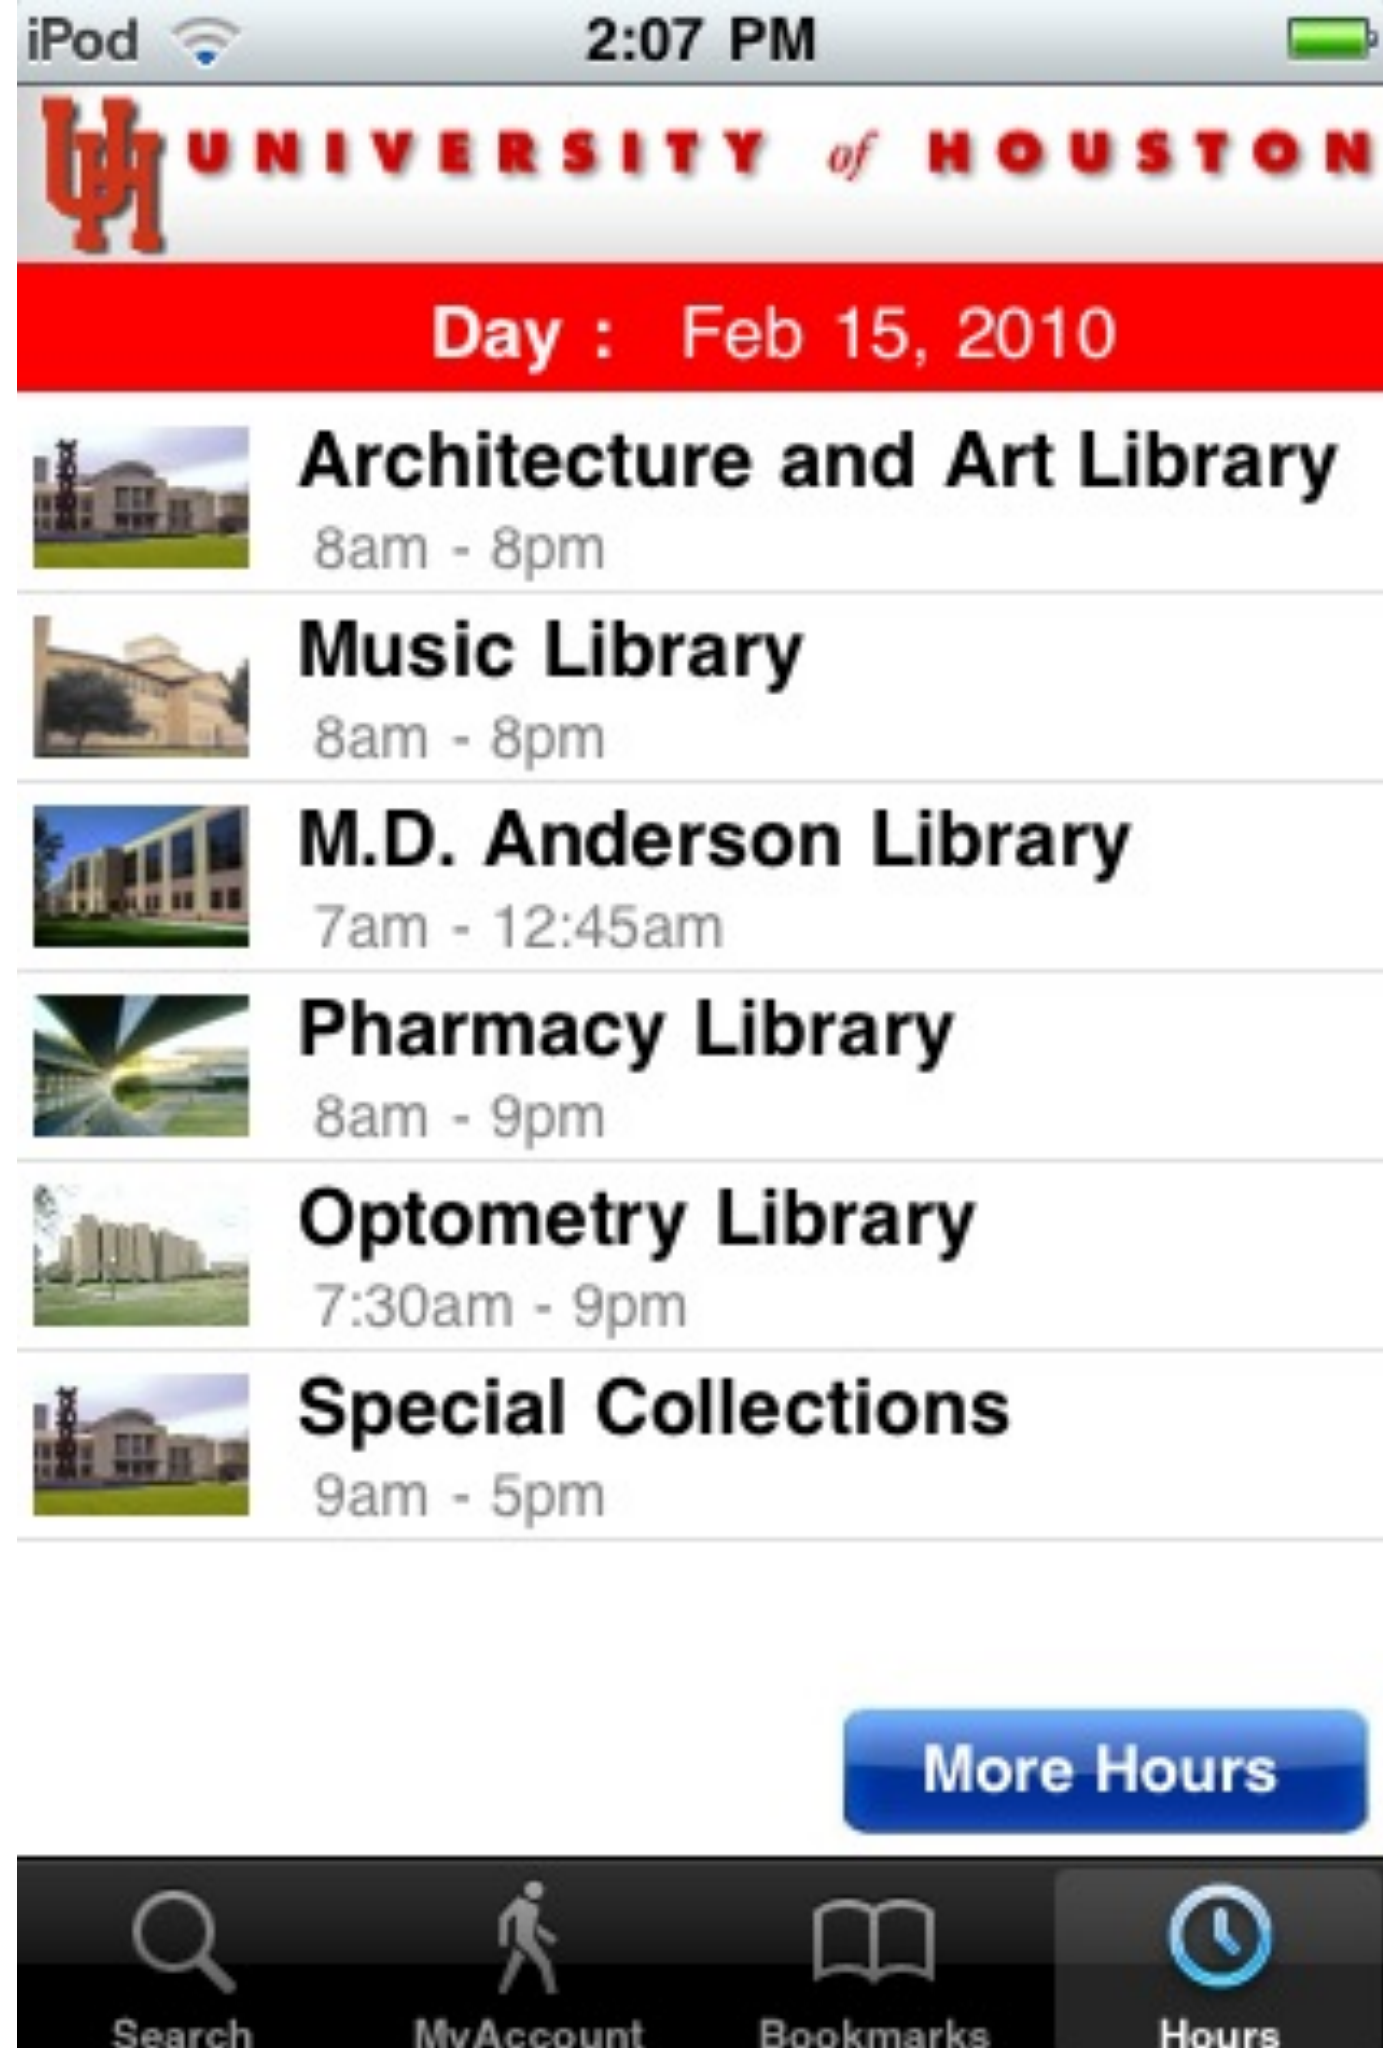 iPod 2:07 PM
UH UNIVERSITY of HOUSTON
Day : Feb 15, 2010
Architecture and Art Library
8am - 8pm
Music Library
8am - 8pm
M.D. Anderson Library
7am - 12:45am
Pharmacy Library
8am - 9pm
Optometry Library
7:30am - 9pm
Special Collections
9am - 5pm
More Hours
Search MyAccount Bookmarks Hours